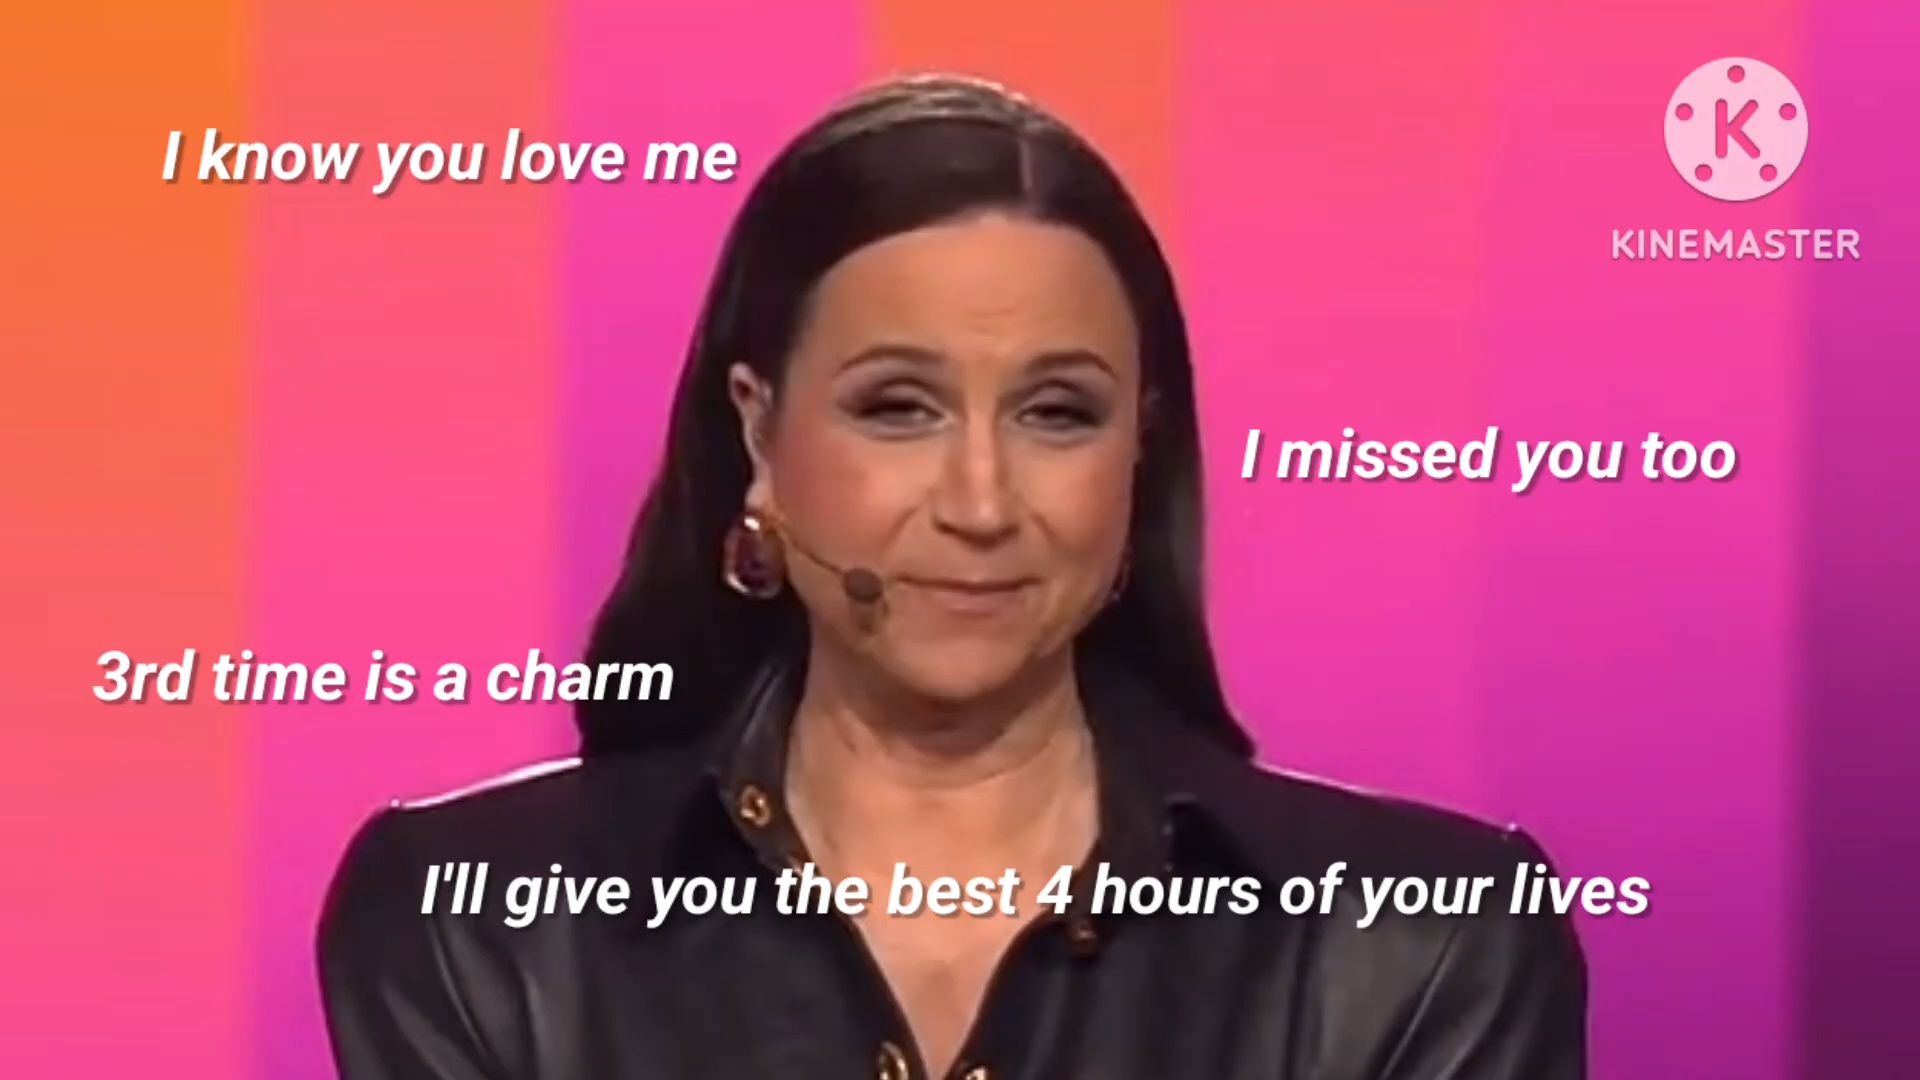 I know you love me
K
KINEMASTER
I missed you too
3rd time is a charm
I'll give you the best 4 hours of your lives